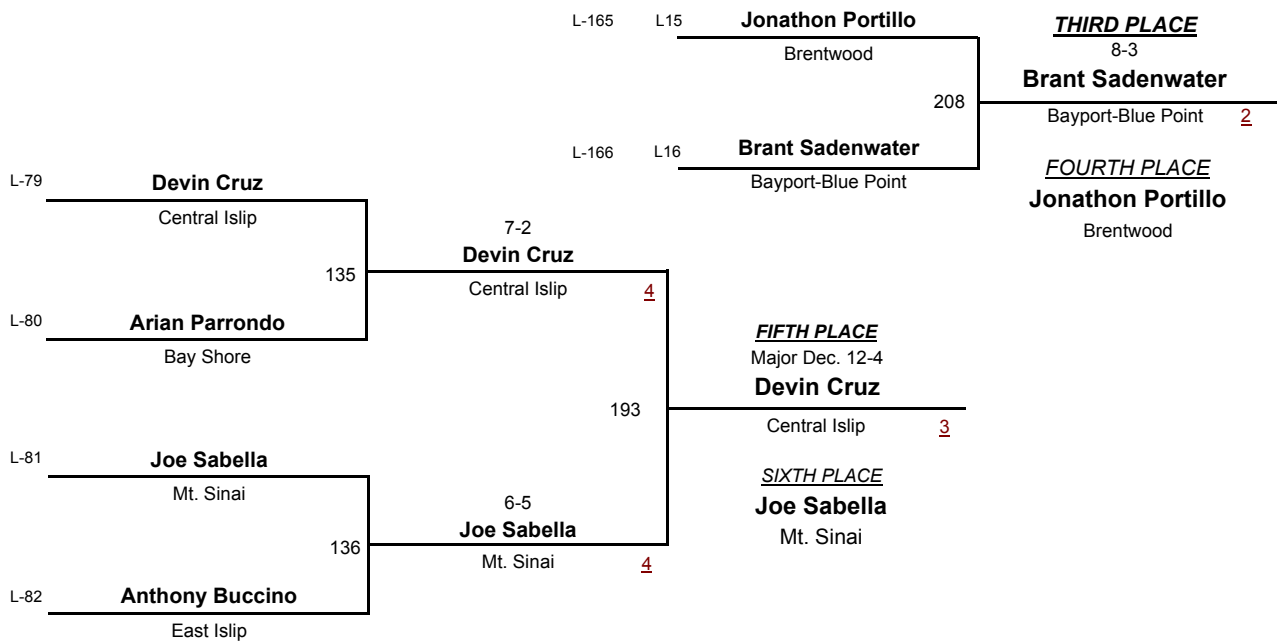 L-165 L15 Jonathon Portillo
Brentwood
208
L-166 L16 Brant Sadenwater
Bayport-Blue Point
THIRD PLACE
8-3
Brant Sadenwater
Bayport-Blue Point 2
FOURTH PLACE
Jonathon Portillo
Brentwood
L-79 Devin Cruz
Central Islip
135
L-80 Arian Parrondo
Bay Shore
7-2
Devin Cruz
Central Islip 4
193
L-81 Joe Sabella
Mt. Sinai
136
L-82 Anthony Buccino
East Islip
6-5
Joe Sabella
Mt. Sinai 4
FIFTH PLACE
Major Dec. 12-4
Devin Cruz
Central Islip 3
SIXTH PLACE
Joe Sabella
Mt. Sinai